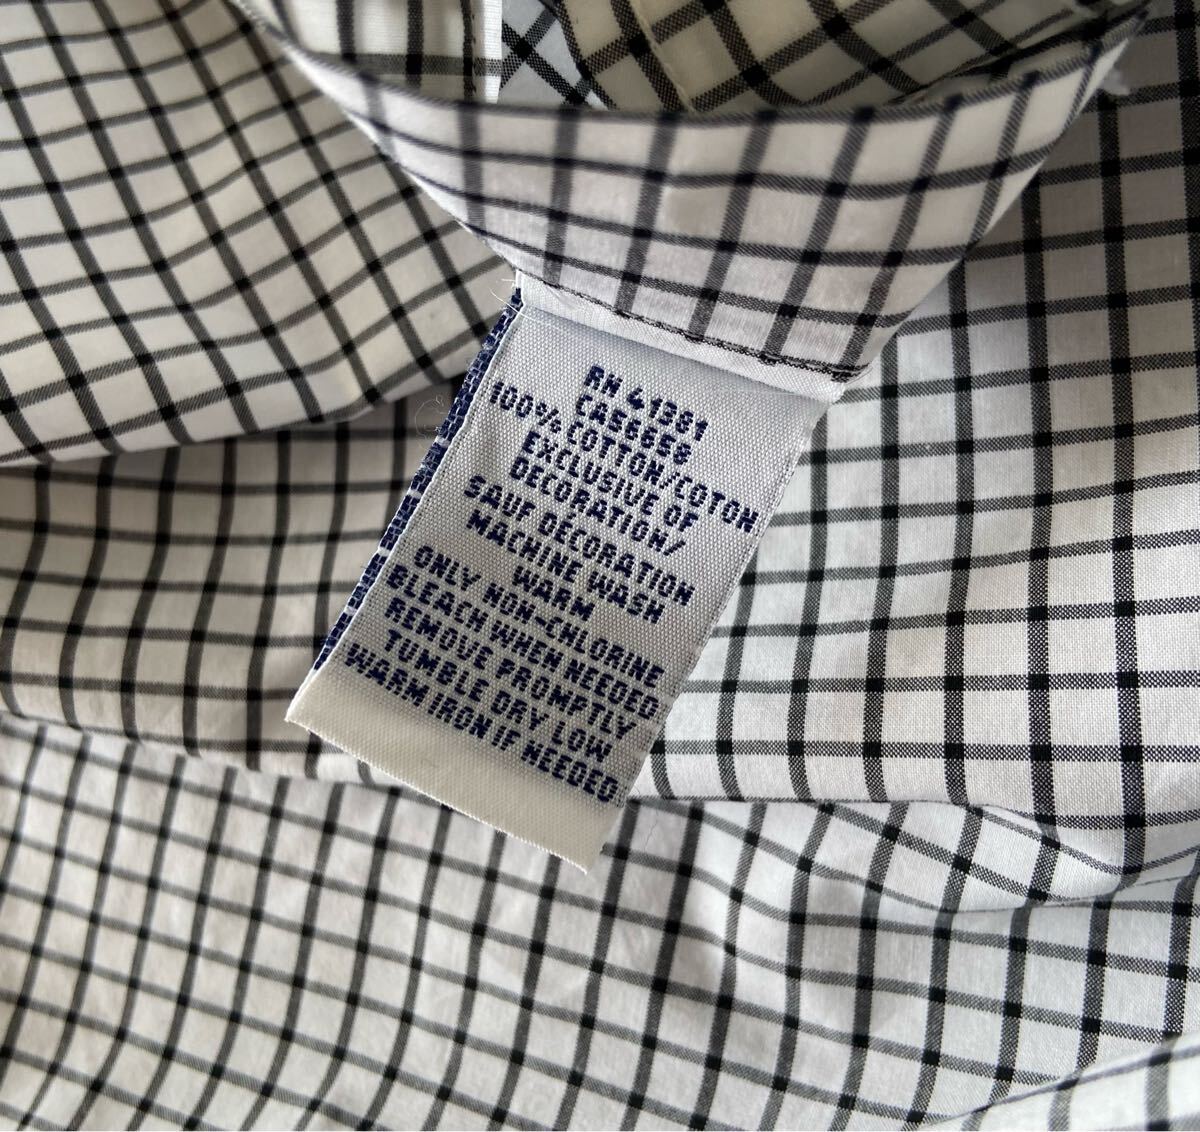 RN 41381
CA56658
100% COTTON/COTON
EXCLUSIVE OF
DECORATION/
SAUF DÉCORATION
MACHINE WASH
WARM
ONLY NON-CHLORINE
BLEACH WHEN NEEDED
REMOVE PROMPTLY
TUMBLE DRY LOW
WARM IRON IF NEEDED